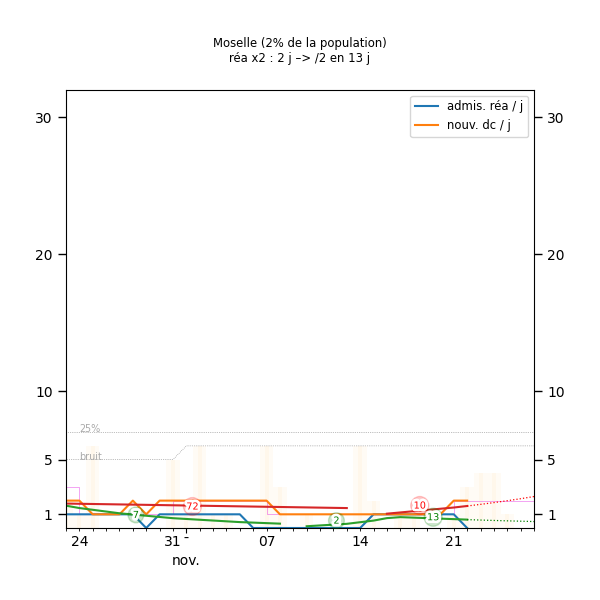 Moselle (2% de la population)
réa x2 : 2 j –> /2 en 13 j
admis. réa / j
nouv. dc / j
30 30
20 20
10 10
25%
5 5
bruit
72 10
7 2 13
1 1
24 31 - 07 14 21
nov.